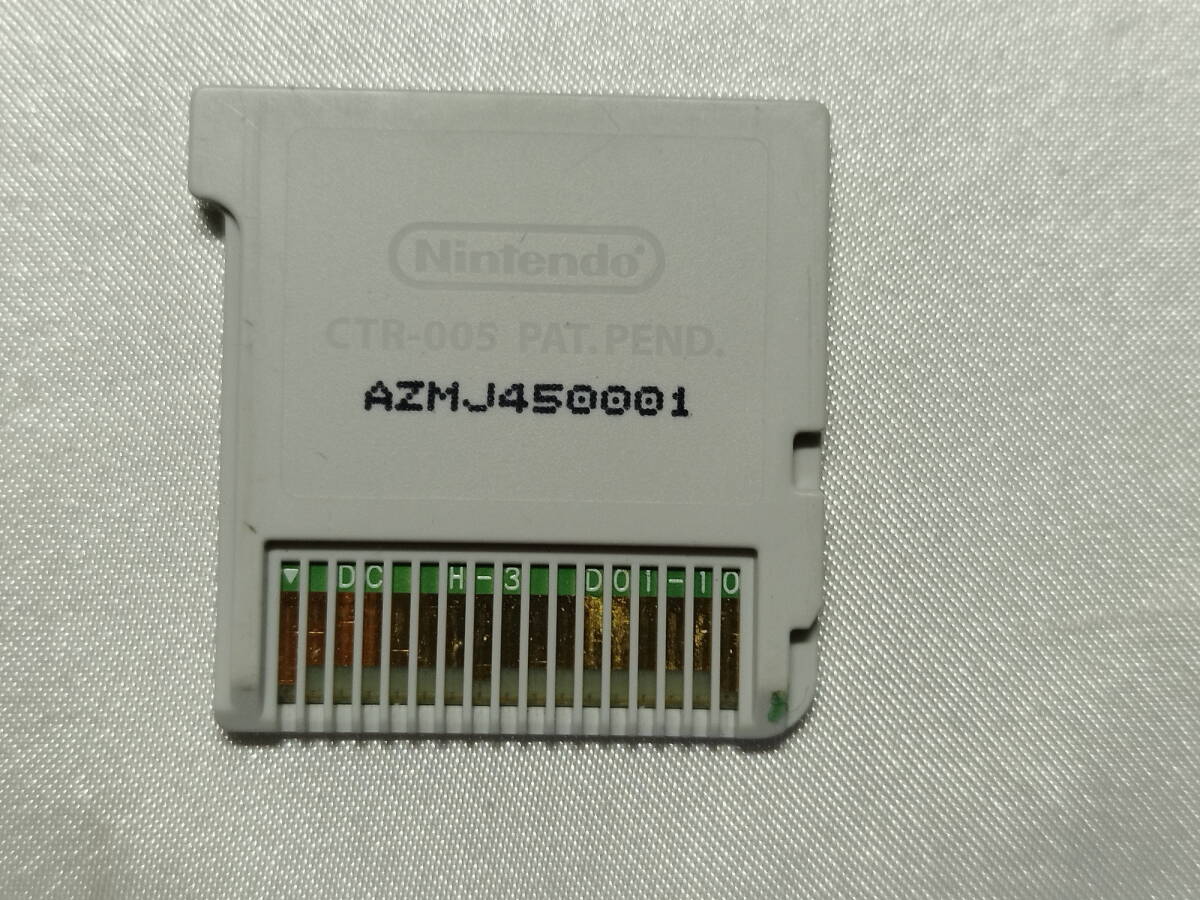 Nintendo®
CTR-005 PAT. PEND.
AZMJ450001
▼ DC H-3 D01-10